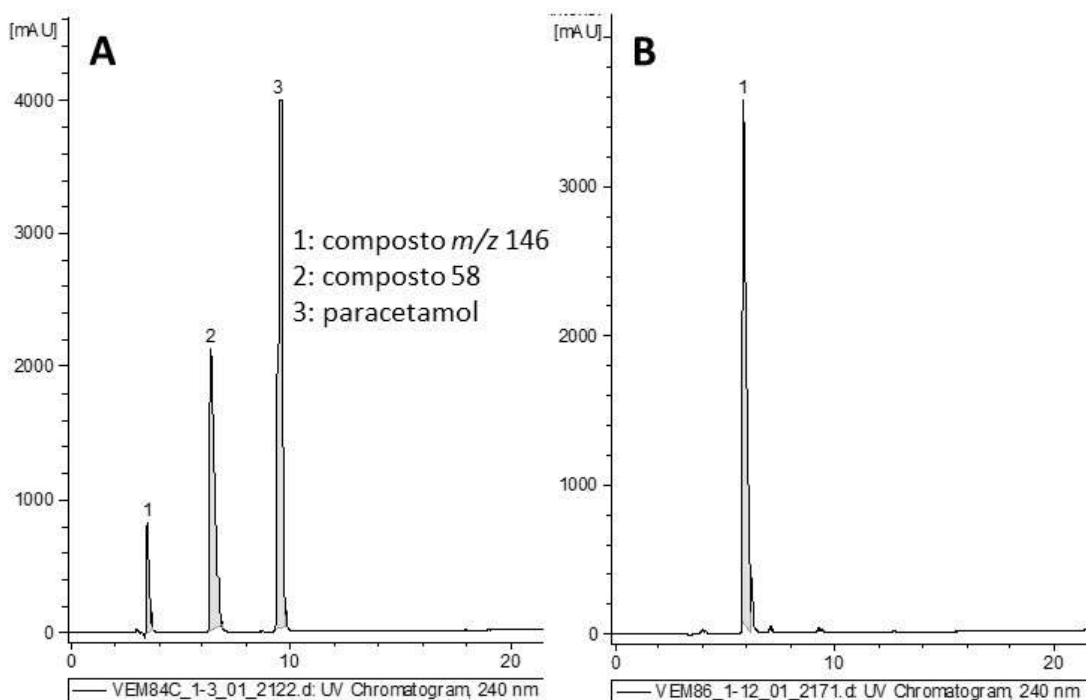 [mAU]
A
4000
3000
2000
1000
0
0
10
20
1
2
3
1: composto m/z 146
2: composto 58
3: paracetamol
VEM84C_1-3_01_2122.d: UV Chromatogram, 240 nm
[mAU]
B
3000
2000
1000
0
0
10
20
1
VEM86_1-12_01_2171.d: UV Chromatogram, 240 nm